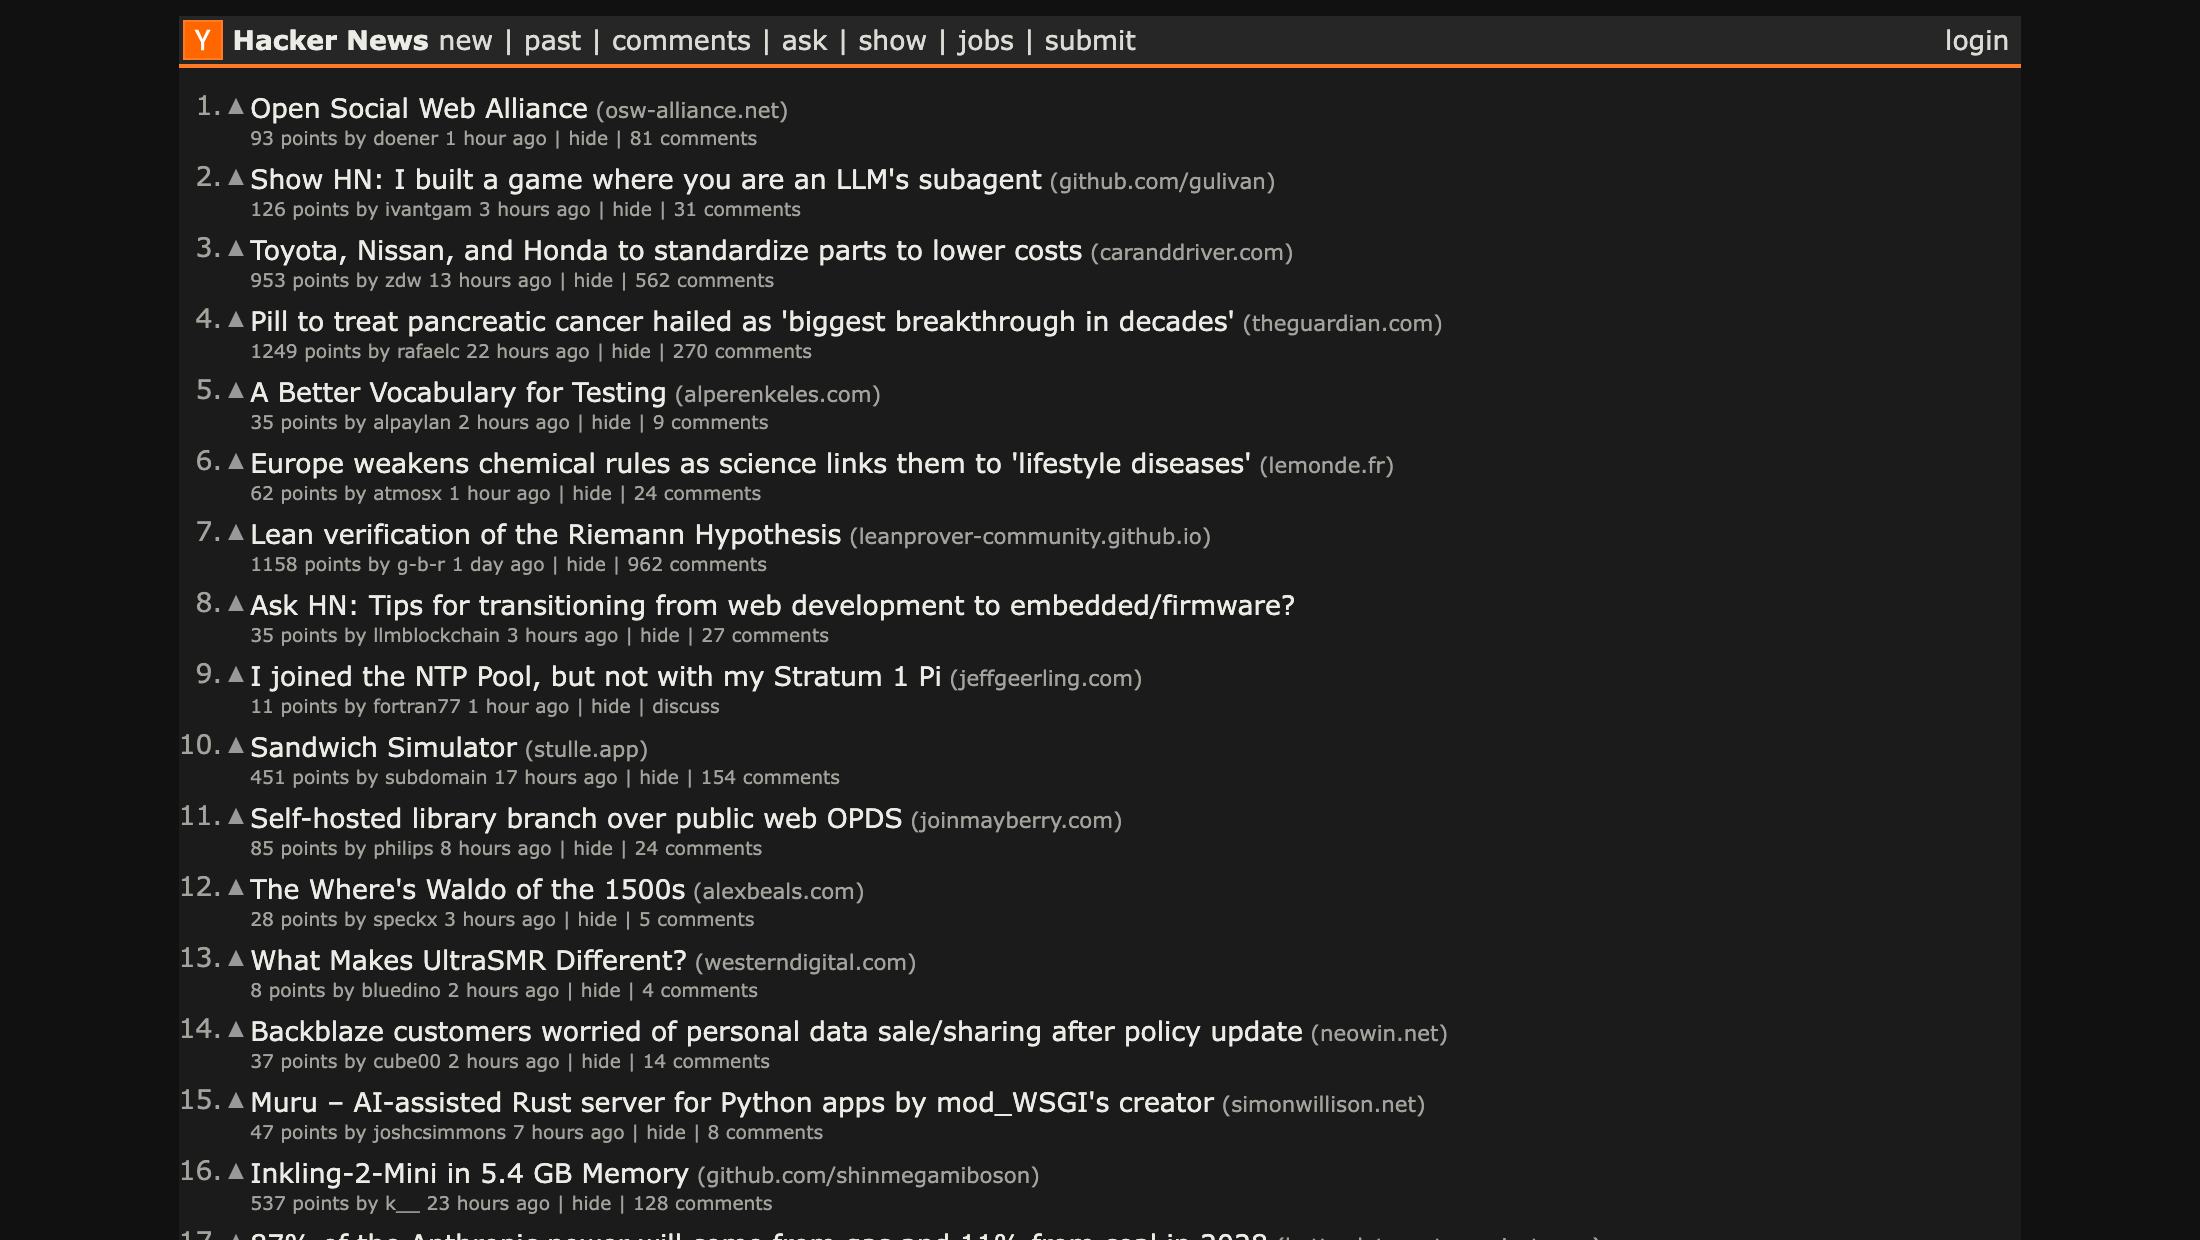 Y Hacker News new | past | comments | ask | show | jobs | submit login
1. ▲ Open Social Web Alliance (osw-alliance.net)
93 points by doener 1 hour ago | hide | 81 comments
2. ▲ Show HN: I built a game where you are an LLM's subagent (github.com/gulivan)
126 points by ivantgam 3 hours ago | hide | 31 comments
3. ▲ Toyota, Nissan, and Honda to standardize parts to lower costs (caranddriver.com)
953 points by zdw 13 hours ago | hide | 562 comments
4. ▲ Pill to treat pancreatic cancer hailed as 'biggest breakthrough in decades' (theguardian.com)
1249 points by rafaelc 22 hours ago | hide | 270 comments
5. ▲ A Better Vocabulary for Testing (alperenkeles.com)
35 points by alpaylan 2 hours ago | hide | 9 comments
6. ▲ Europe weakens chemical rules as science links them to 'lifestyle diseases' (lemonde.fr)
62 points by atmosx 1 hour ago | hide | 24 comments
7. ▲ Lean verification of the Riemann Hypothesis (leanprover-community.github.io)
1158 points by g-b-r 1 day ago | hide | 962 comments
8. ▲ Ask HN: Tips for transitioning from web development to embedded/firmware?
35 points by llmblockchain 3 hours ago | hide | 27 comments
9. ▲ I joined the NTP Pool, but not with my Stratum 1 Pi (jeffgeerling.com)
11 points by fortran77 1 hour ago | hide | discuss
10. ▲ Sandwich Simulator (stulle.app)
451 points by subdomain 17 hours ago | hide | 154 comments
11. ▲ Self-hosted library branch over public web OPDS (joinmayberry.com)
85 points by philips 8 hours ago | hide | 24 comments
12. ▲ The Where's Waldo of the 1500s (alexbeals.com)
28 points by speckx 3 hours ago | hide | 5 comments
13. ▲ What Makes UltraSMR Different? (westerndigital.com)
8 points by bluedino 2 hours ago | hide | 4 comments
14. ▲ Backblaze customers worried of personal data sale/sharing after policy update (neowin.net)
37 points by cube00 2 hours ago | hide | 14 comments
15. ▲ Muru – AI-assisted Rust server for Python apps by mod_WSGI's creator (simonwillison.net)
47 points by joshcsimmons 7 hours ago | hide | 8 comments
16. ▲ Inkling-2-Mini in 5.4 GB Memory (github.com/shinmegamiboson)
537 points by k__ 23 hours ago | hide | 128 comments
17. ▲ of the Anthropic power will come from gas and 11% from coal in 2028